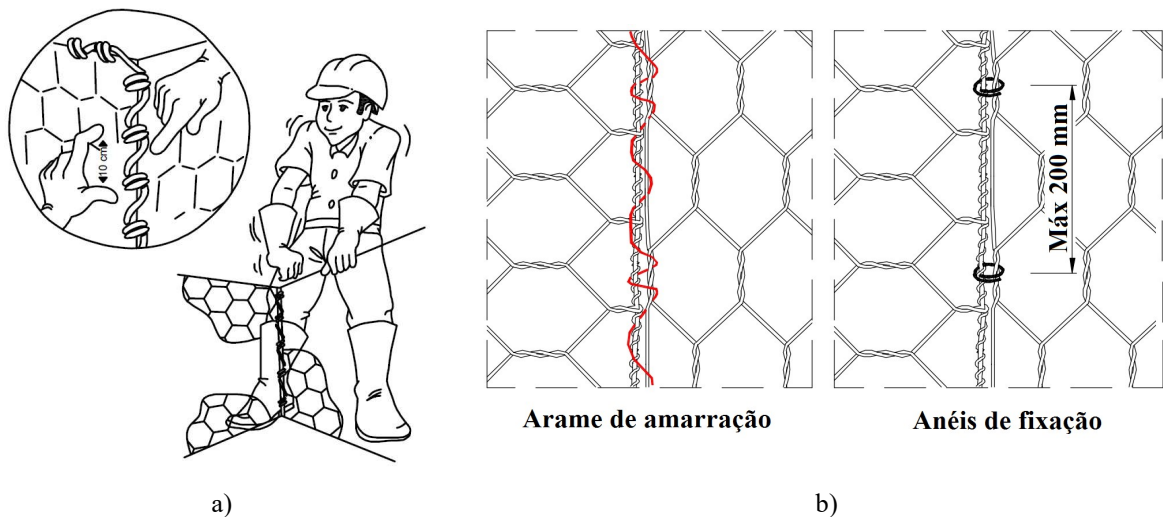 10 cm
Máx 200 mm
Arame de amarração
Anéis de fixação
a)
b)